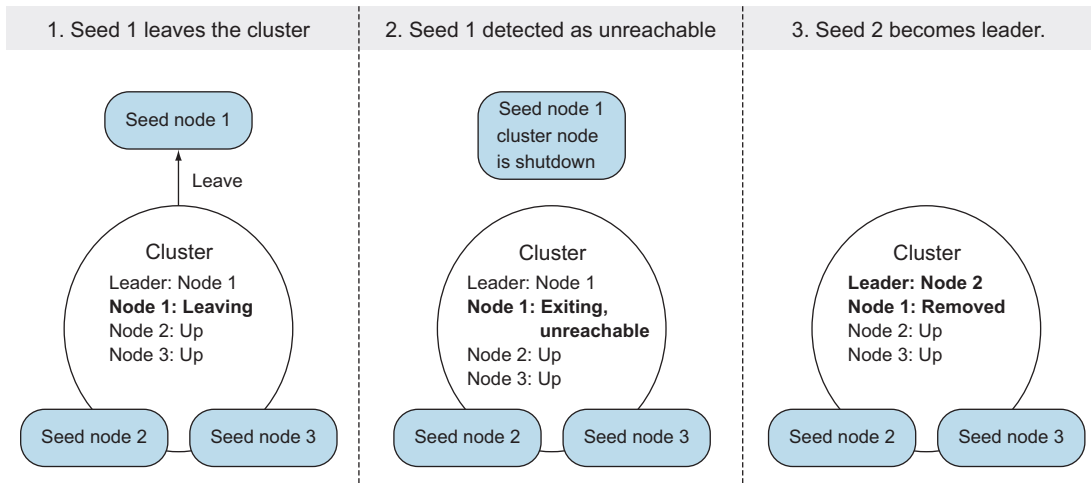 1. Seed 1 leaves the cluster
2. Seed 1 detected as unreachable
3. Seed 2 becomes leader.
Seed node 1
Leave
Cluster
Leader: Node 1
Node 1: Leaving
Node 2: Up
Node 3: Up
Seed node 2
Seed node 3
Seed node 1
cluster node
is shutdown
Cluster
Leader: Node 1
Node 1: Exiting,
unreachable
Node 2: Up
Node 3: Up
Seed node 2
Seed node 3
Cluster
Leader: Node 2
Node 1: Removed
Node 2: Up
Node 3: Up
Seed node 2
Seed node 3